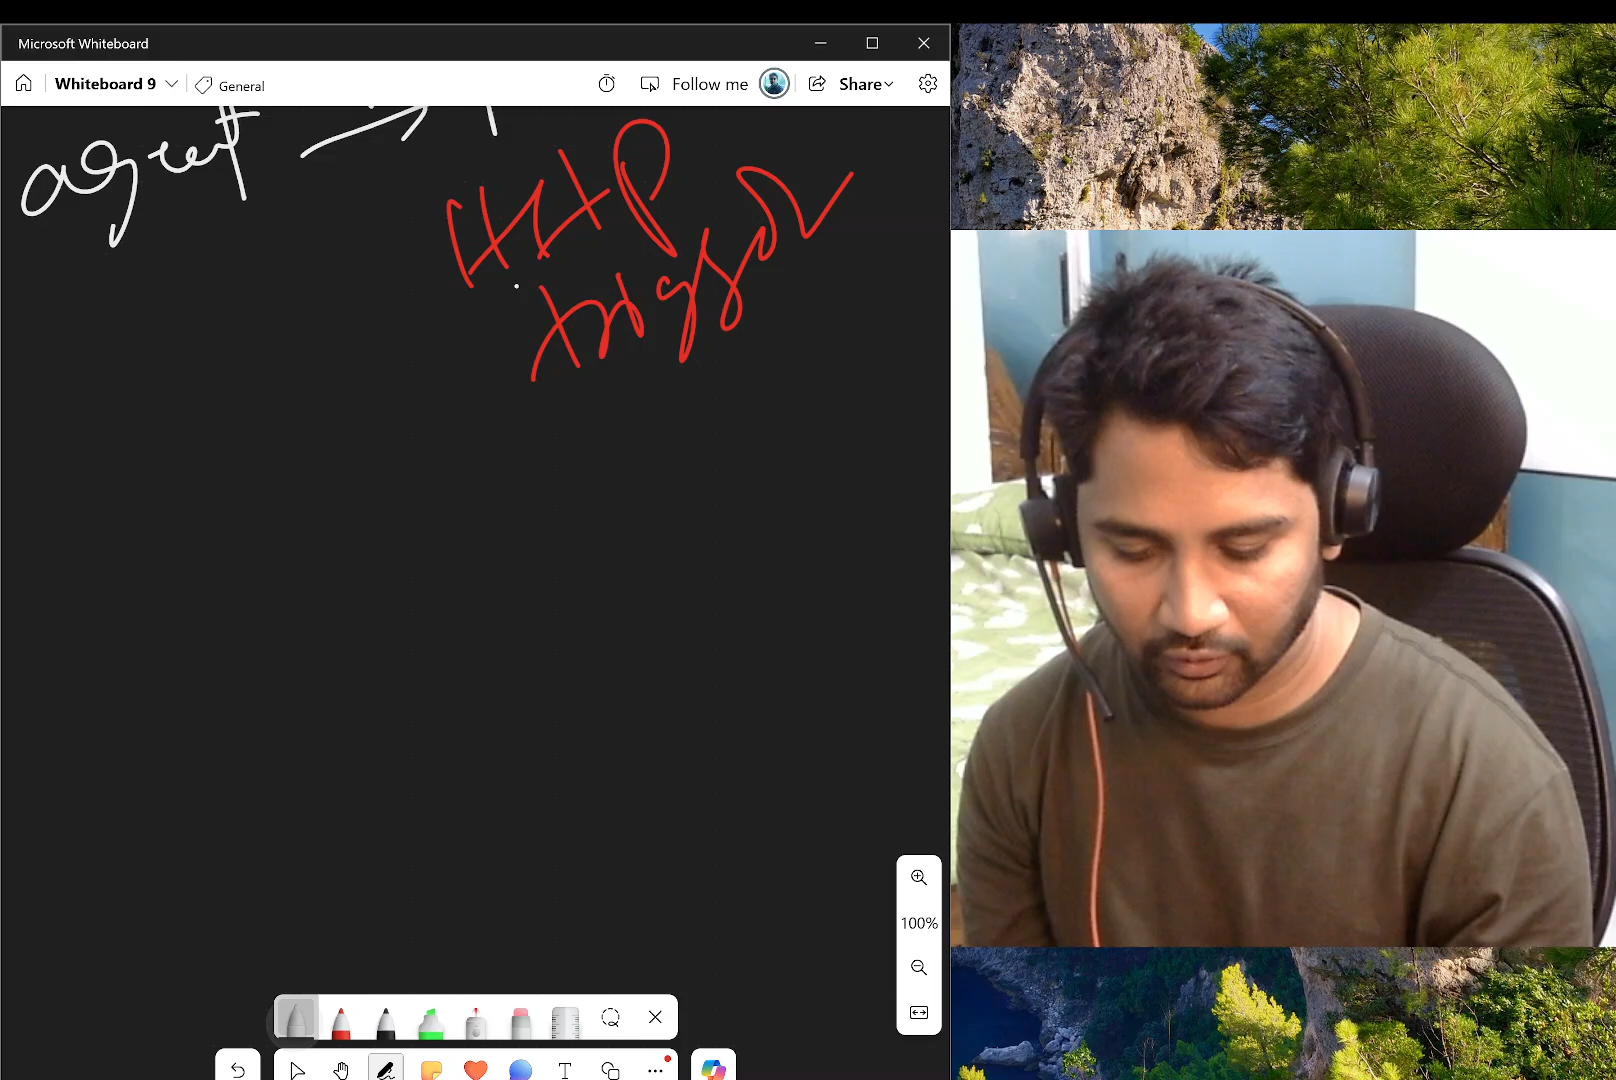 Microsoft Whiteboard
Whiteboard 9
General
Follow me
Share
agent →
HTTP
trigger
100%
T